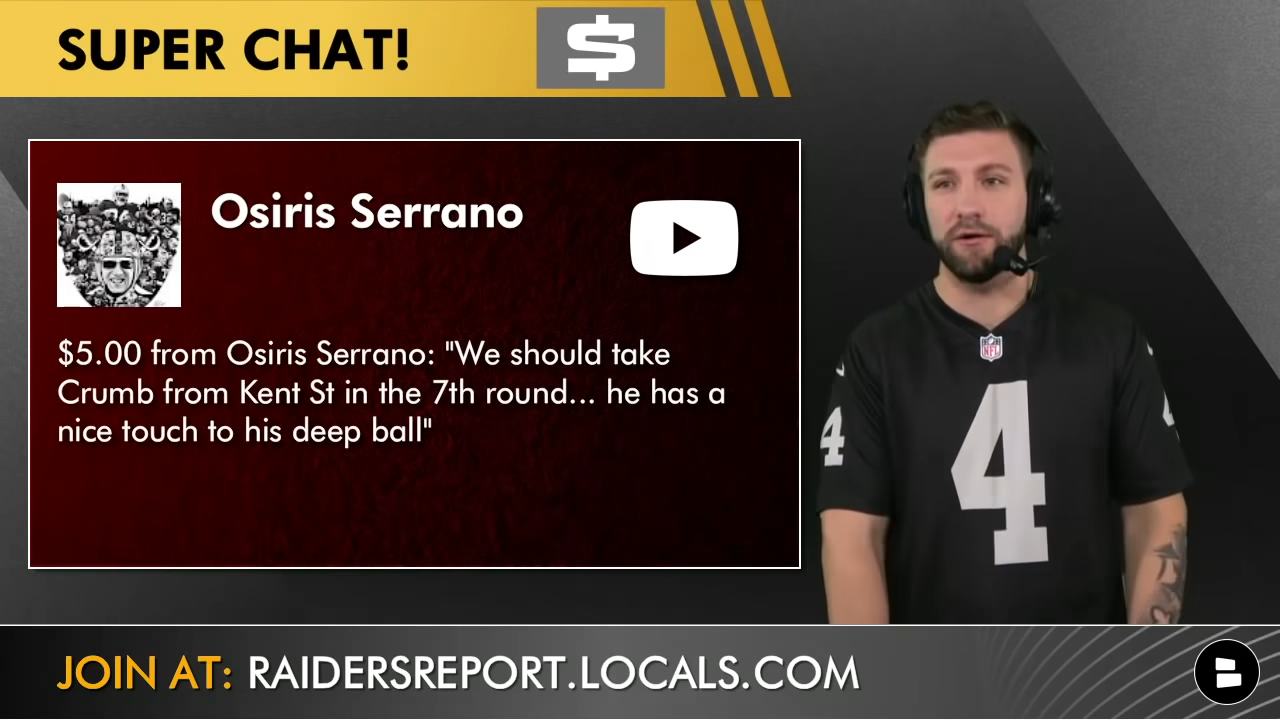 SUPER CHAT!
$
Osiris Serrano
$5.00 from Osiris Serrano: "We should take
Crumb from Kent St in the 7th round... he has a
nice touch to his deep ball"
NFL
4
4
JOIN AT: RAIDERSREPORT.LOCALS.COM